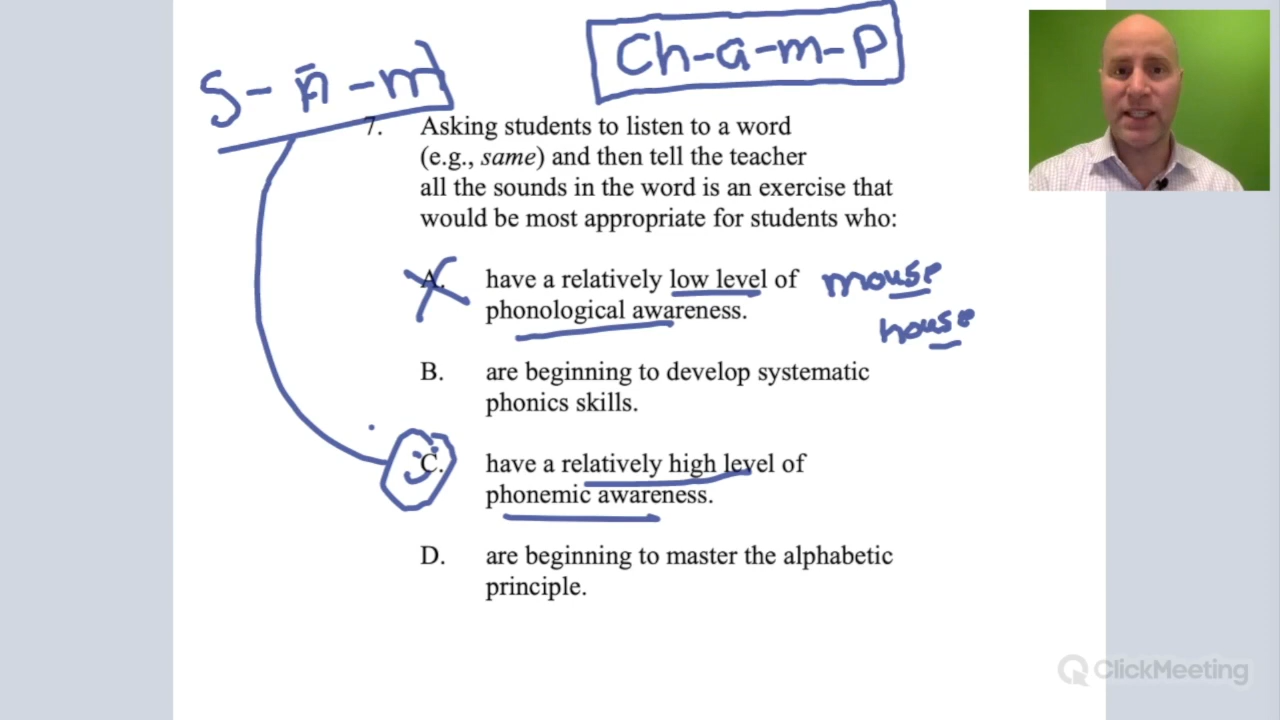 Ch-a-m-p
S-ā-m
7. Asking students to listen to a word
(e.g., same) and then tell the teacher
all the sounds in the word is an exercise that
would be most appropriate for students who:
A. have a relatively low level of
phonological awareness.
mouse
house
B. are beginning to develop systematic
phonics skills.
C. have a relatively high level of
phonemic awareness.
D. are beginning to master the alphabetic
principle.
ClickMeeting